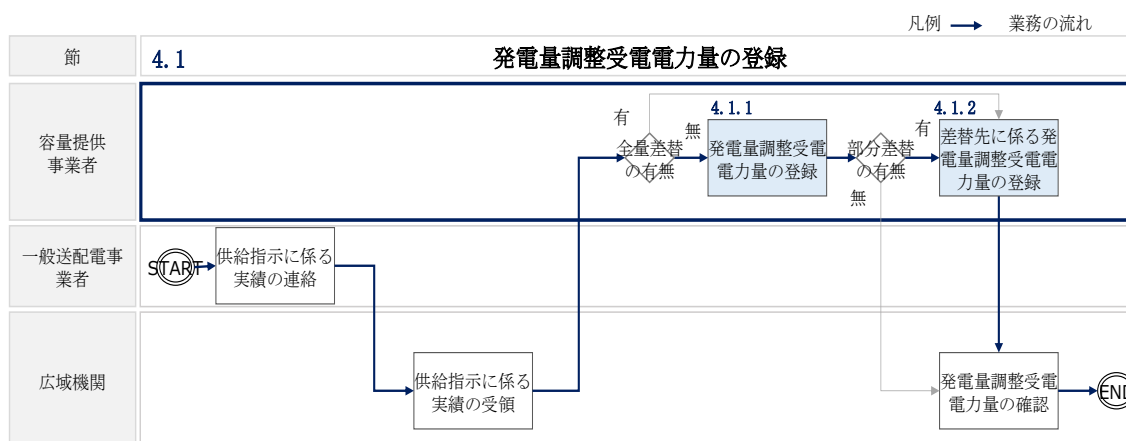 凡例 業務の流れ
節
4.1
発電量調整受電電力量の登録
容量提供
事業者
有
全量差替
の有無
無
4.1.1
発電量調整受電
電力量の登録
部分差替
の有無
有
無
4.1.2
差替先に係る発
電量調整受電電
力量の登録
一般送配電事
業者
START
供給指示に係る
実績の連絡
広域機関
供給指示に係る
実績の受領
発電量調整受電
電力量の確認
END